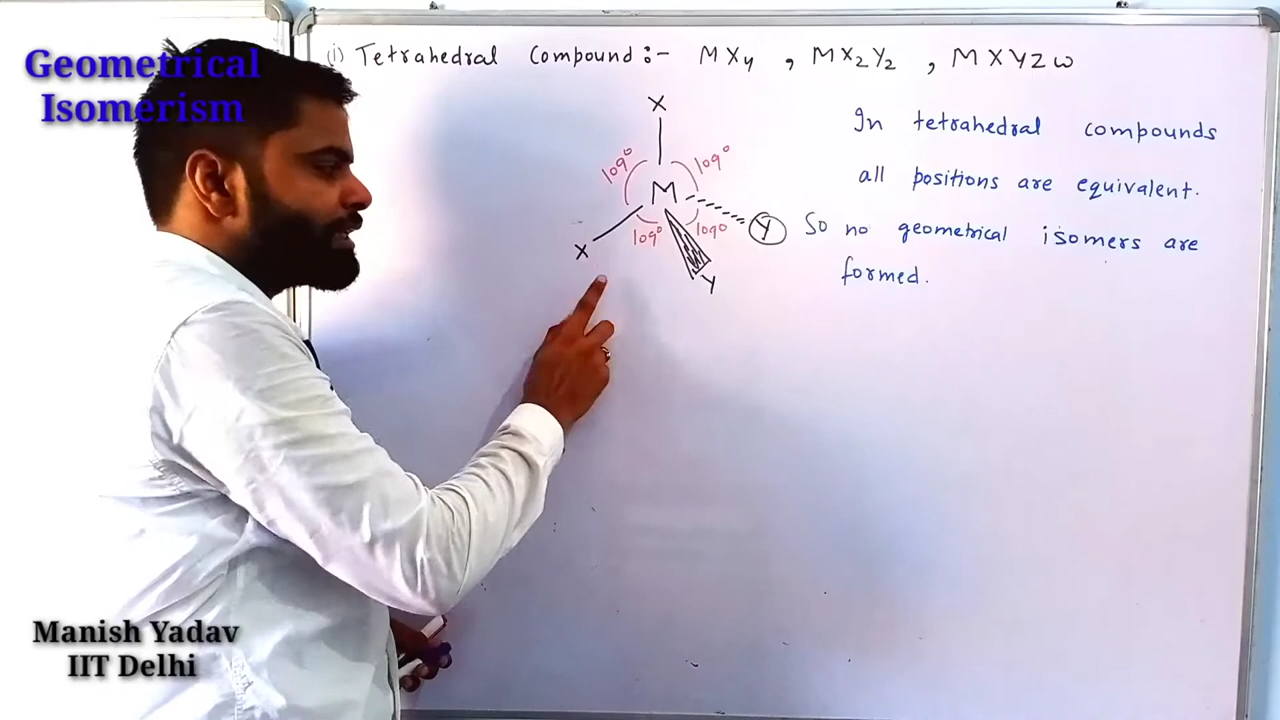 Geometrical
Isomerism
(i) Tetrahedral Compound :- MX4 , MX2Y2 , MXYZW
X
109° 109°
M
X 109° 109° Y
Y
In tetrahedral compounds
all positions are equivalent.
So no geometrical isomers are
formed.
Manish Yadav
IIT Delhi